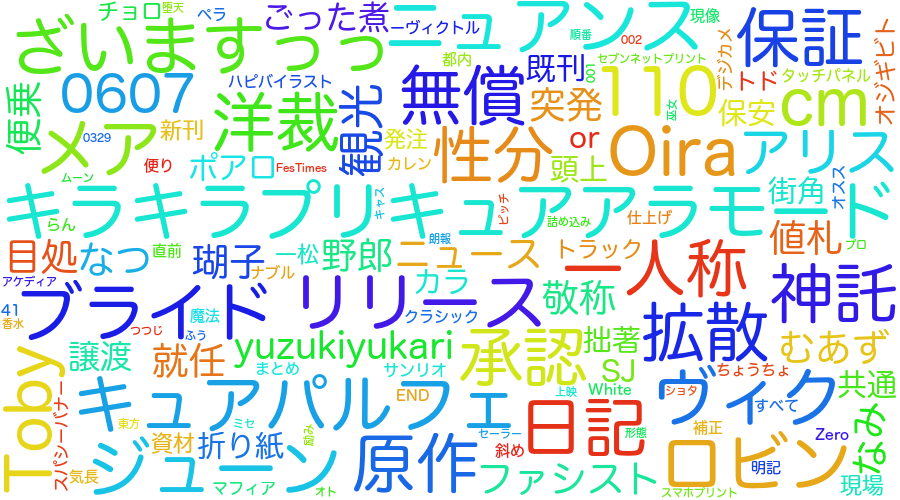 チョロ
堕天
ペラ
ごった煮
ーヴィクトル
ニュアンス
現像
順番
002
保証
ざいますっっ
都内
セブンネットプリント
デジカメ
オジギビト
0607
ハピバイラスト
無償
既刊
001
110
タッチパネル
アド
便乗
洋裁
観光
突発
巫女
保安
cm
メア
0329
新刊
発注
性分
or
Oira
アリス
ムーン
便り
ポアロ
FesTimes
カレン
頭上
キラキラプリキュアアラモード
キャス
ピッチ
詰め込み
仕上げ
街角
オススメ
らん
目処
なつ
直前
瑚子
一松
野郎
朗報
ニュース
トラック
一人称
値札
プロ
アケディア
ナブル
カラ
敬称
神託
41
香水
ブライド
つつじ
魔法
ふう
リリース
クラシック
拙著
拡散
むあず
Toby
譲渡
就任
yuzukiyukari
まとめ
サンリオ
承認
SJ
White
ちょうちょ
共通
スパシーバナー
キュアパルフェ
END
上映
ショタ
ヴィク
すべて
なみ
東方
ミセ
励み
日記
形態
補正
Zero
資材
折り紙
原作
セーラー
斜め
ロビン
明記
気長
ジューン
マフィア
オト
ファシスト
スマホプリント
現場